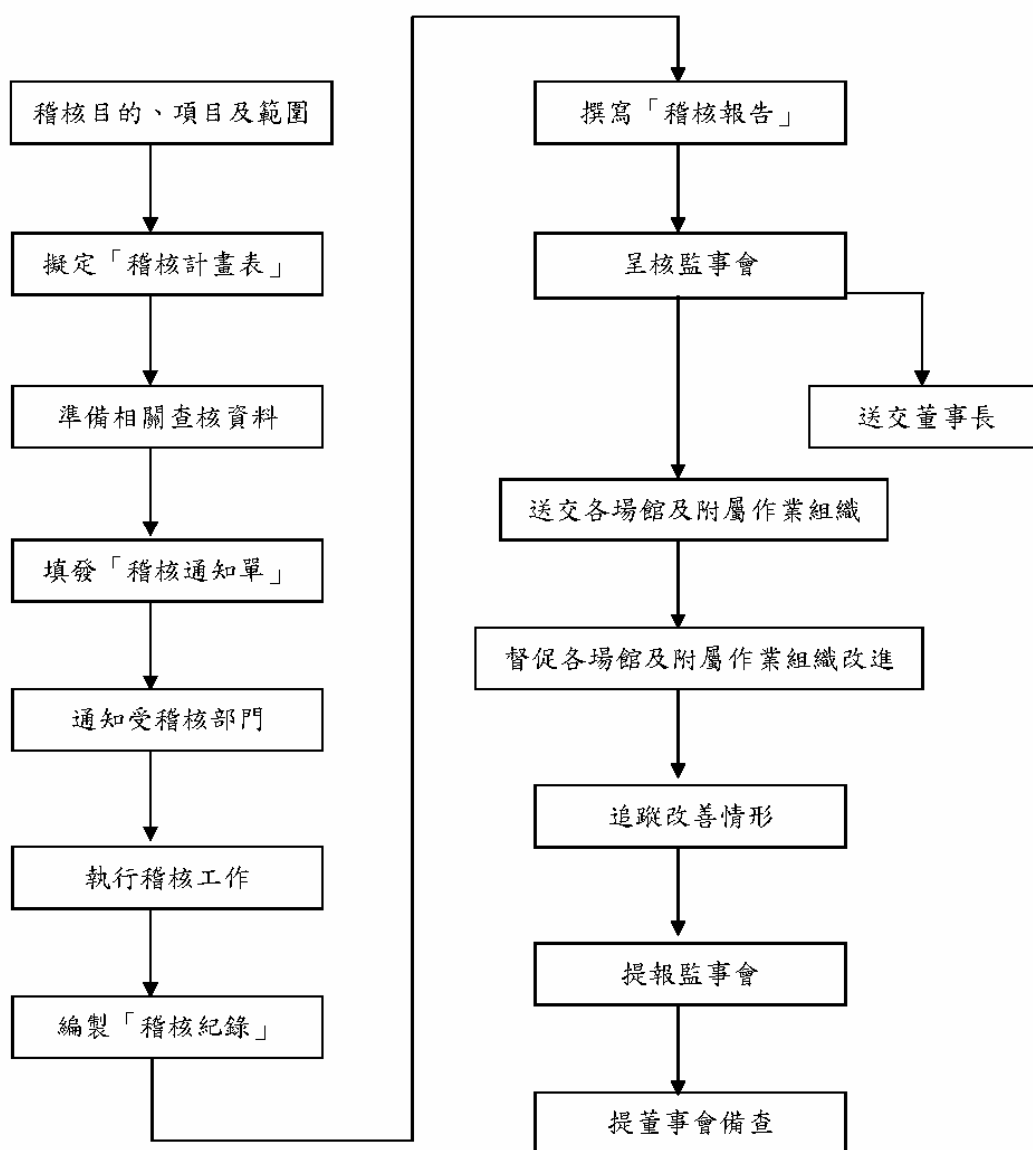 稽核目的、項目及範圍
擬定「稽核計畫表」
準備相關查核資料
填發「稽核通知單」
通知受稽核部門
執行稽核工作
編製「稽核紀錄」
撰寫「稽核報告」
呈核監事會
送交董事長
送交各場館及附屬作業組織
督促各場館及附屬作業組織改進
追蹤改善情形
提報監事會
提董事會備查